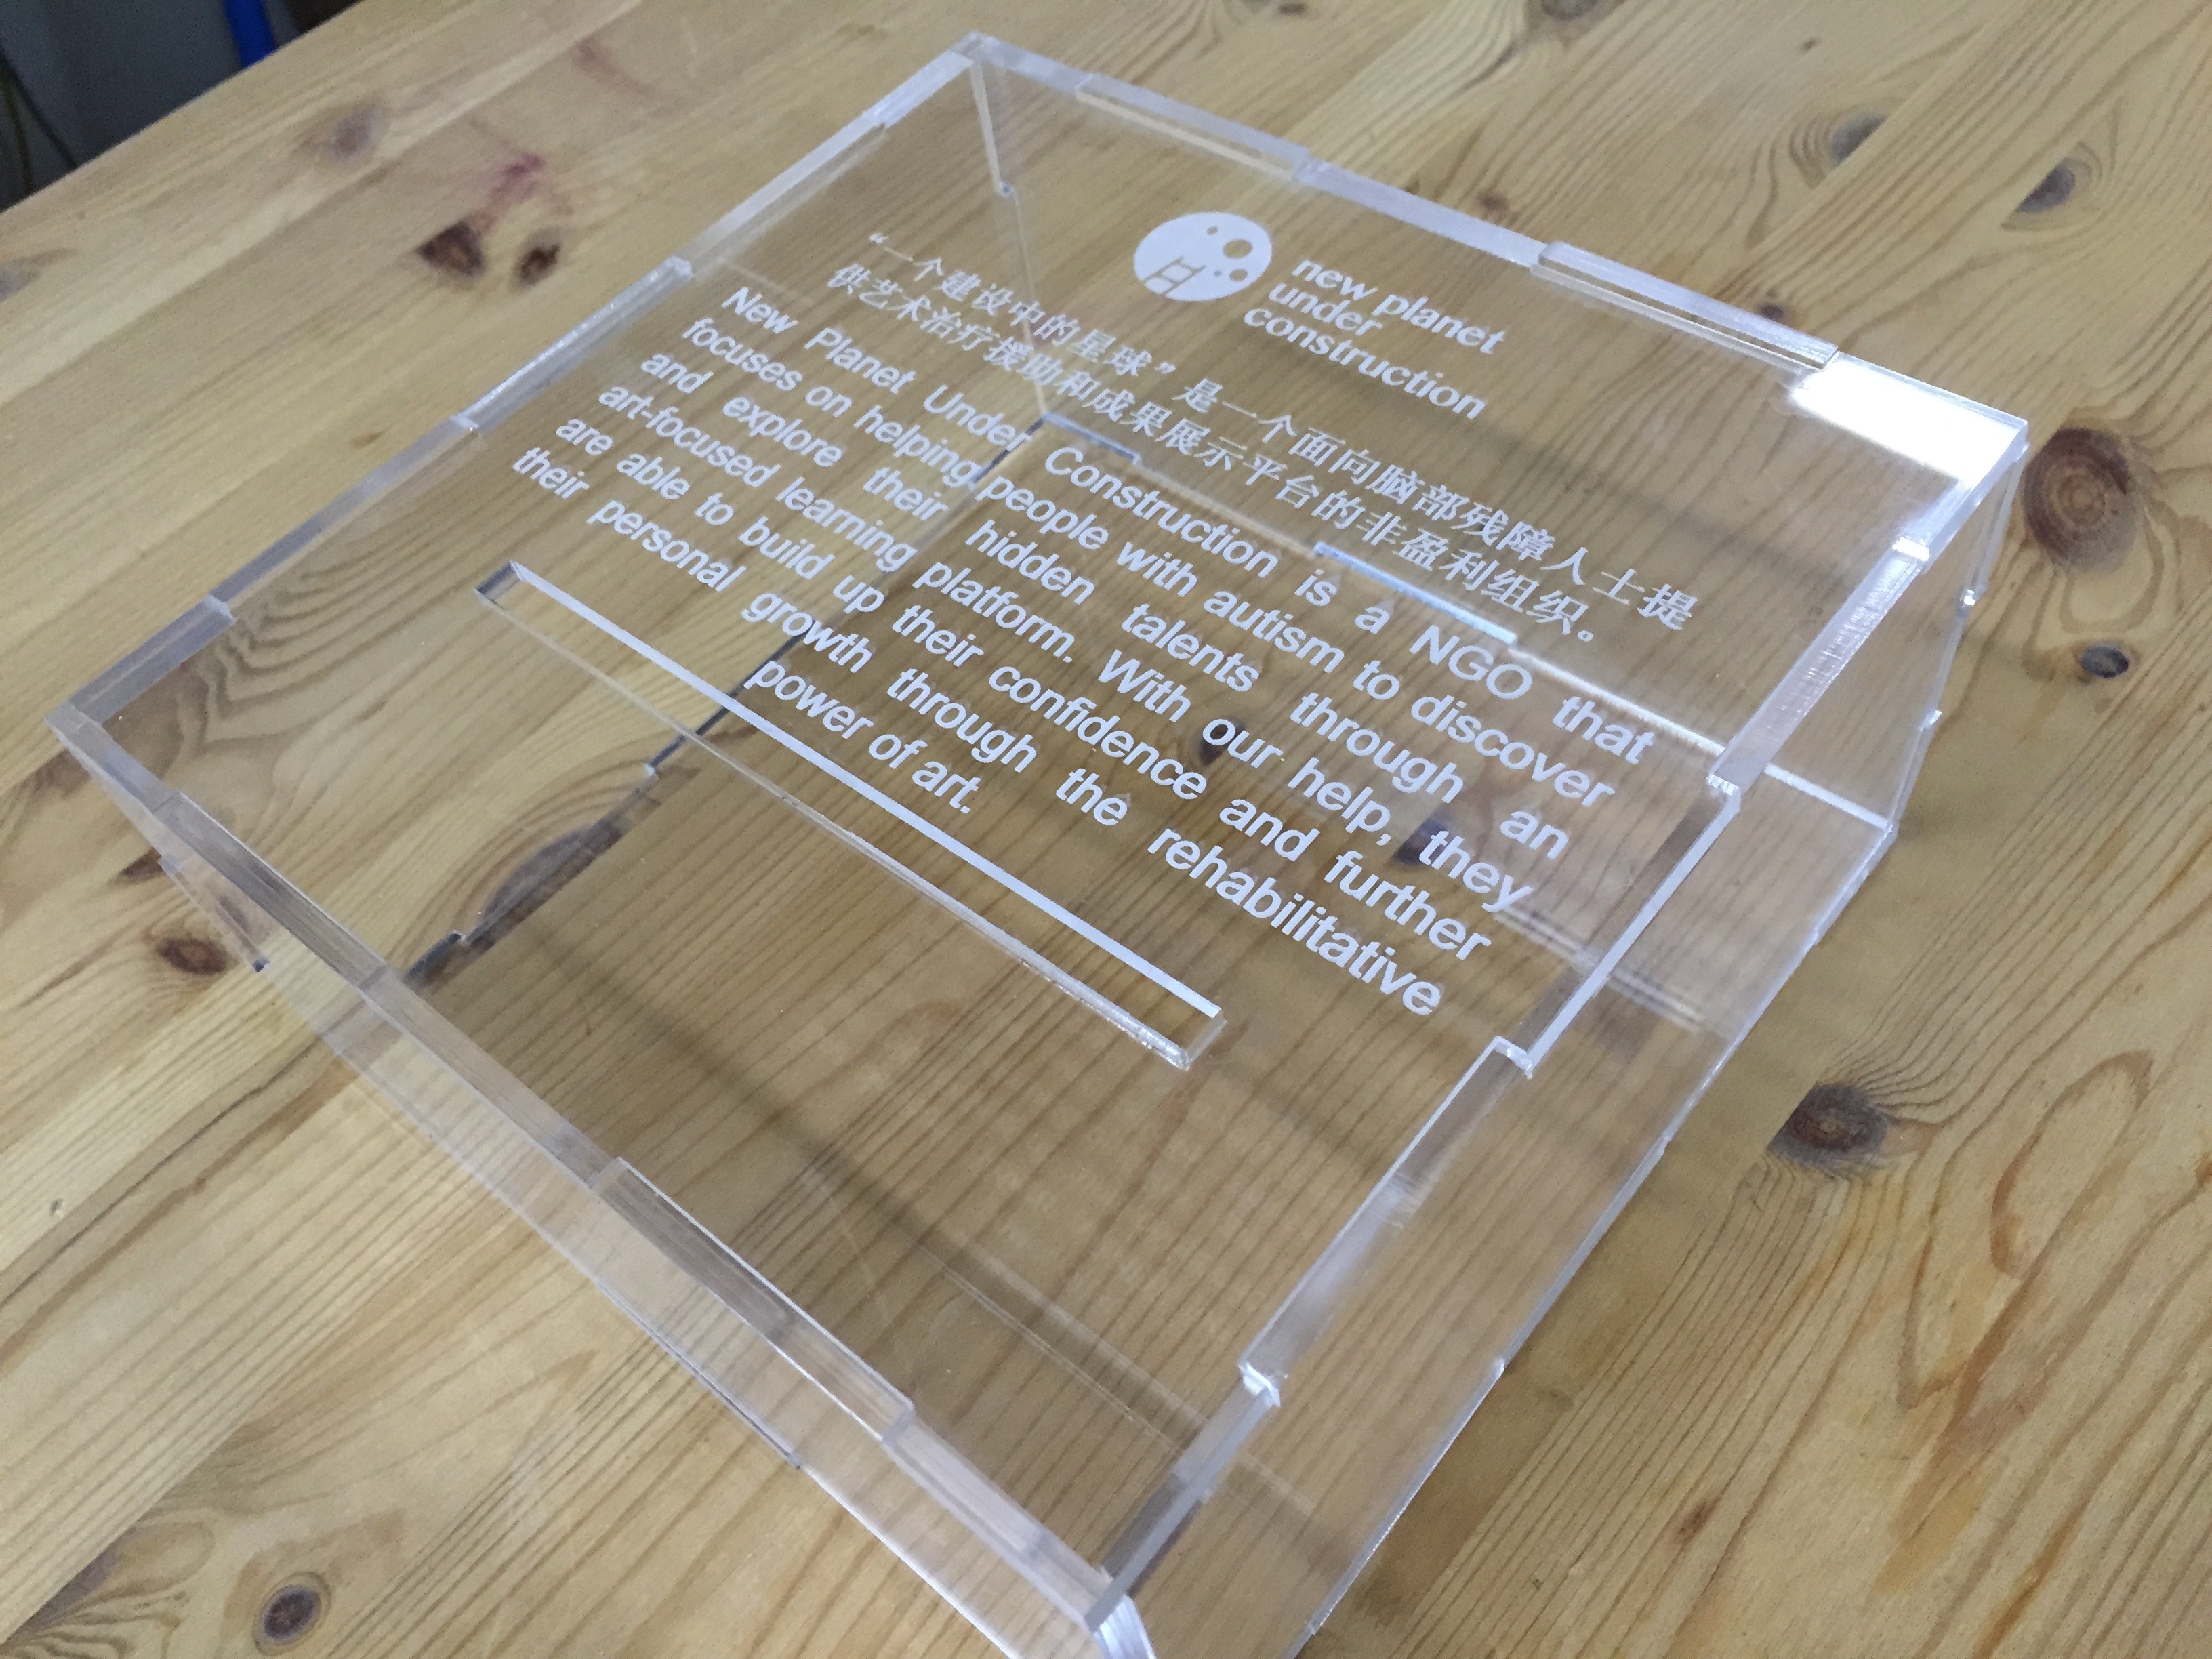 new planet
under
construction
“一个建设中的星球”是一个面向脑部残障人士提
供艺术治疗援助和成果展示平台的非盈利组织。
New Planet Under Construction is a NGO that
focuses on helping people with autism to discover
and explore their hidden talents through an
art-focused learning platform. With our help, they
are able to build up their confidence and further
their personal growth through the rehabilitative
power of art.